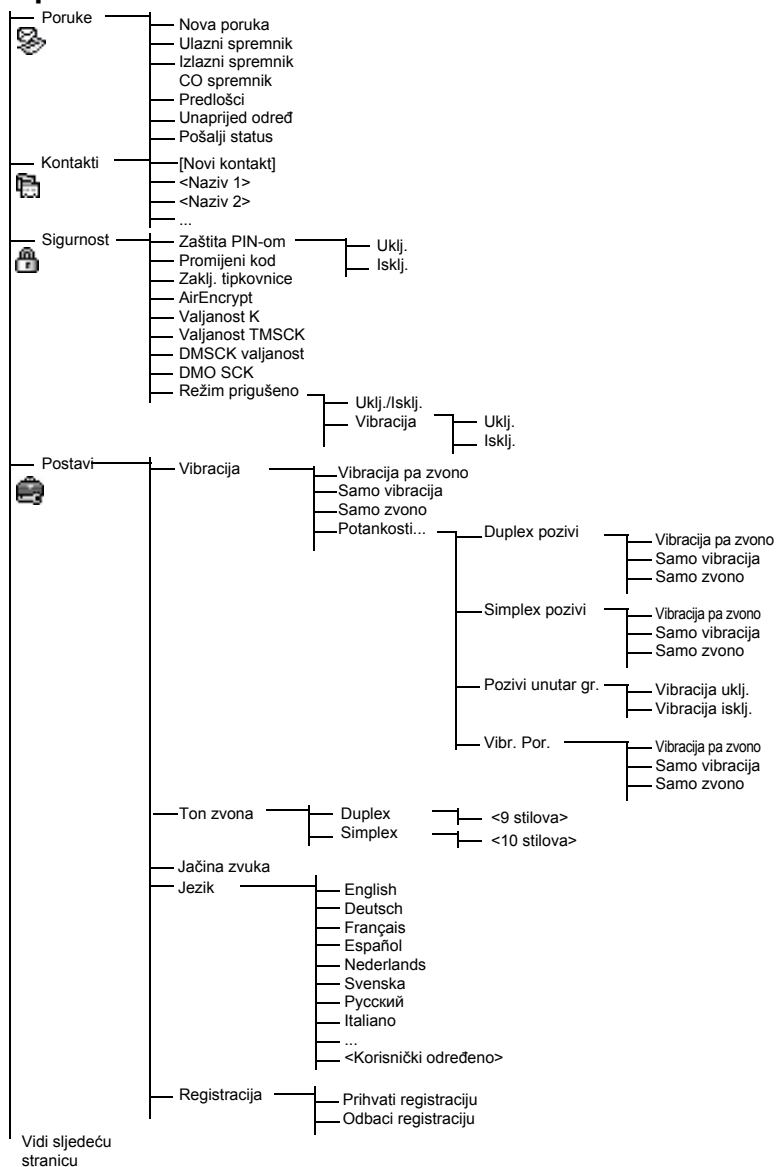 Poruke
Nova poruka
Ulazni spremnik
Izlazni spremnik
CO spremnik
Predlošci
Unaprijed određ
Pošalji status
Kontakti
[Novi kontakt]
<Naziv 1>
<Naziv 2>
...
Sigurnost
Zaštita PIN-om
Uklj.
Isklj.
Promijeni kod
Zaklj. tipkovnice
AirEncrypt
Valjanost K
Valjanost TMSCK
DMSCK valjanost
DMO SCK
Režim prigušeno
Uklj./Isklj.
Vibracija
Uklj.
Isklj.
Postavi
Vibracija
Vibracija pa zvono
Samo vibracija
Samo zvono
Potankosti...
Duplex pozivi
Vibracija pa zvono
Samo vibracija
Samo zvono
Simplex pozivi
Vibracija pa zvono
Samo vibracija
Samo zvono
Pozivi unutar gr.
Vibracija uklj.
Vibracija isklj.
Vibr. Por.
Vibracija pa zvono
Samo vibracija
Samo zvono
Ton zvona
Duplex
<9 stilova>
Simplex
<10 stilova>
Jačina zvuka
Jezik
English
Deutsch
Français
Español
Nederlands
Svenska
Русский
Italiano
...
<Korisnički određeno>
Registracija
Prihvati registraciju
Odbaci registraciju
Vidi sljedeću
stranicu